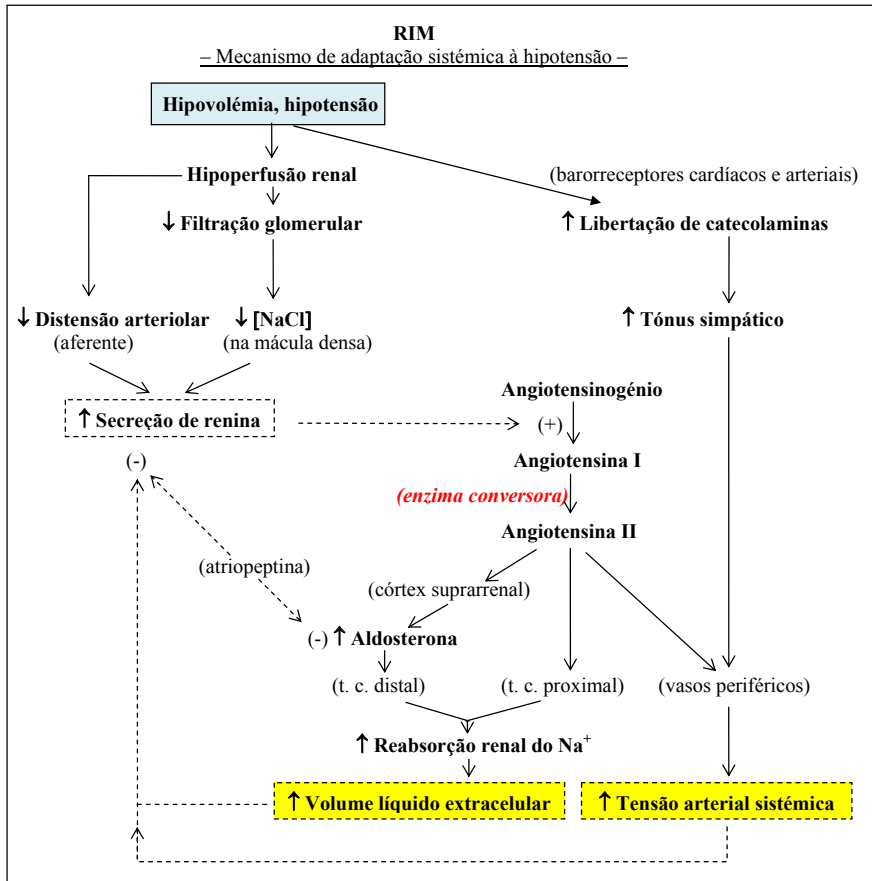 RIM
– Mecanismo de adaptação sistémica à hipotensão –
Hipovolémia, hipotensão
Hipoperfusão renal
(barorreceptores cardíacos e arteriais)
↓ Filtração glomerular
↑ Libertação de catecolaminas
↓ Distensão arteriolar
(aferente)
↓ [NaCl]
(na mácula densa)
↑ Tónus simpático
↑ Secreção de renina
Angiotensinogénio
(+)
(-)
Angiotensina I
(enzima conversora)
Angiotensina II
(atriopeptina)
(córtex suprarrenal)
(-) ↑ Aldosterona
(t. c. distal)
(t. c. proximal)
(vasos periféricos)
↑ Reabsorção renal do Na⁺
↑ Volume líquido extracelular
↑ Tensão arterial sistémica